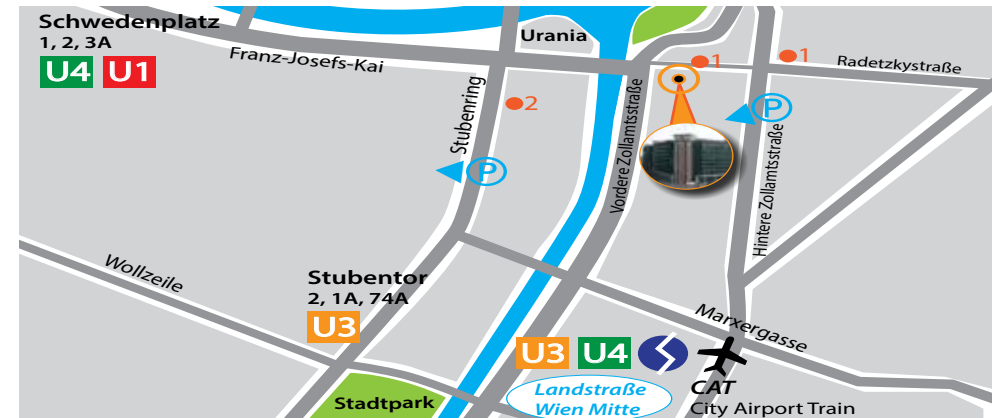 Schwedenplatz
1, 2, 3A
U4 U1
Franz-Josefs-Kai
Urania
1
1
Radetzkystraße
Stubenring
2
P
P
Vordere Zollamtsstraße
Hintere Zollamtsstraße
Wollzeile
Stubentor
2, 1A, 74A
U3
Marxergasse
U3 U4
Landstraße
Wien Mitte
CAT
City Airport Train
Stadtpark